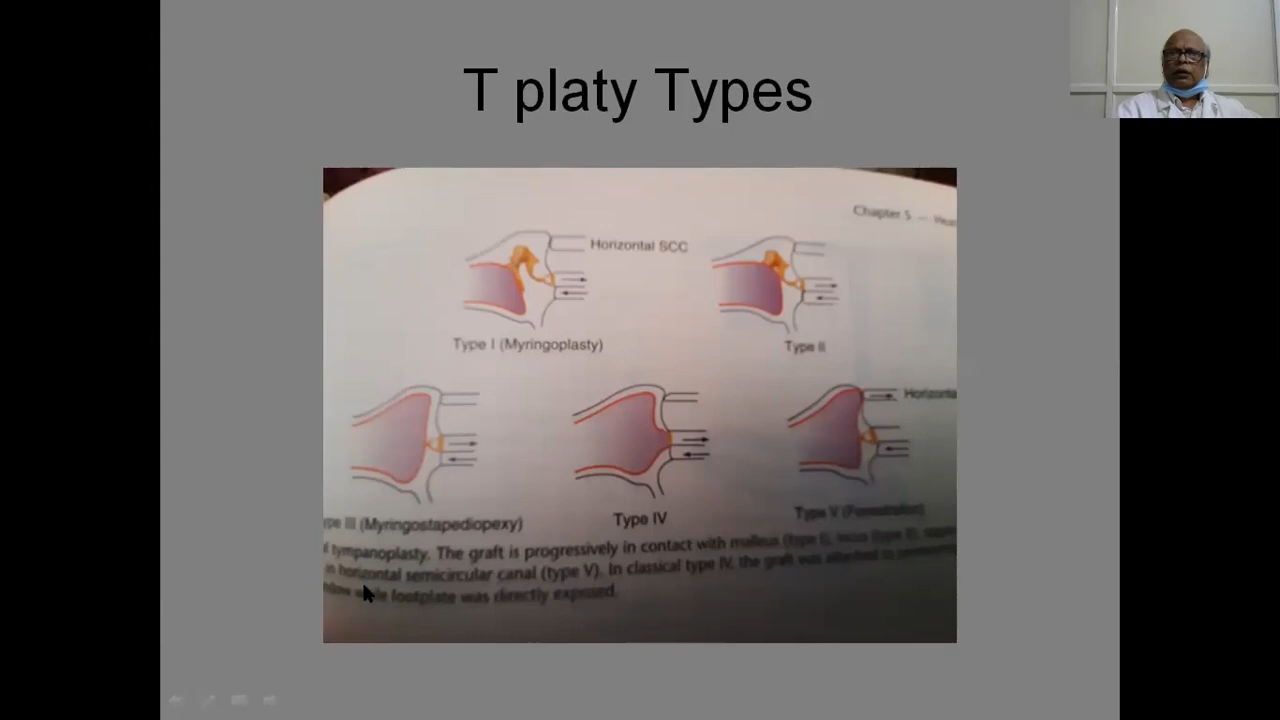 T platy Types
Chapter 5 —
Horizontal SCC
Type I (Myringoplasty)
Type II
Horizonta
pe III (Myringostapediopexy)
Type IV
Type V (Fenestration)
tympanoplasty. The graft is progressively in contact with malleus (type I), incus (type II),
in horizontal semicircular canal (type V). In classical type IV, the graft was attached to
while footplate was directly exposed.